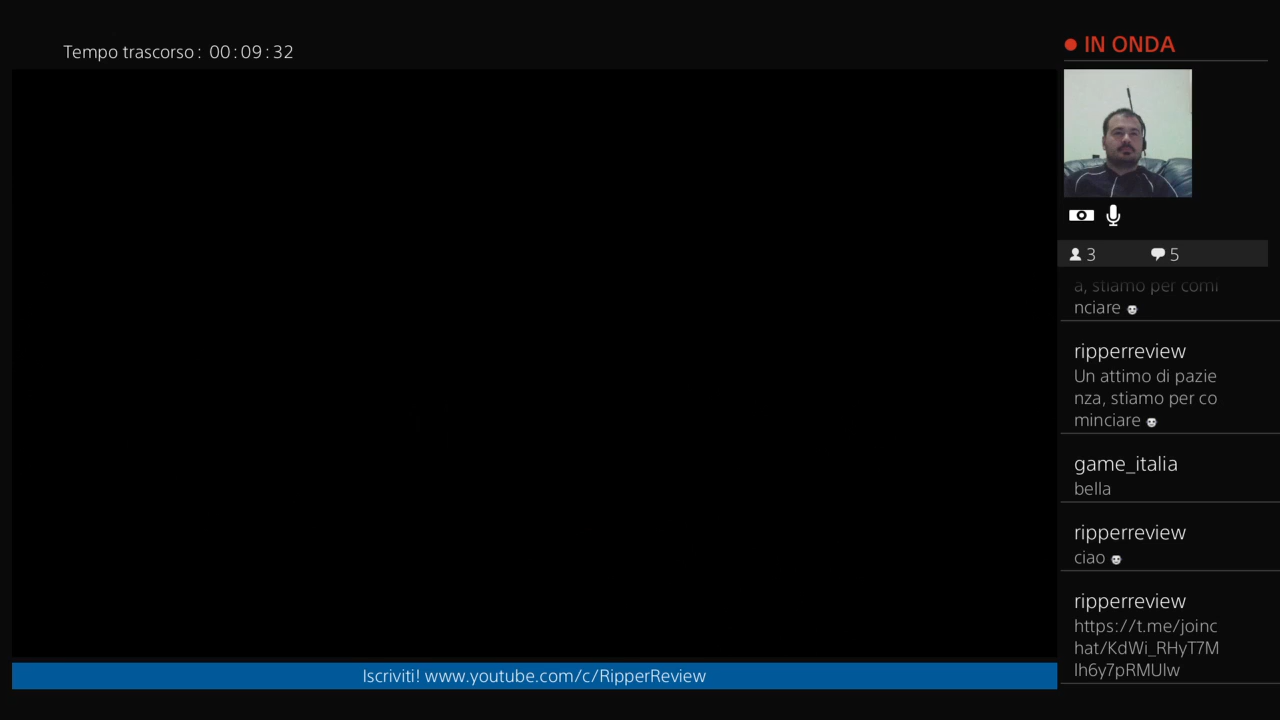 Tempo trascorso: 00:09:32
IN ONDA
3 5
a, stiamo per comi
nciare
ripperreview
Un attimo di pazie
nza, stiamo per co
minciare
game_italia
bella
ripperreview
ciao
ripperreview
https://t.me/joinc
hat/KdWi_RHyT7M
lh6y7pRMUlw
Iscriviti! www.youtube.com/c/RipperReview